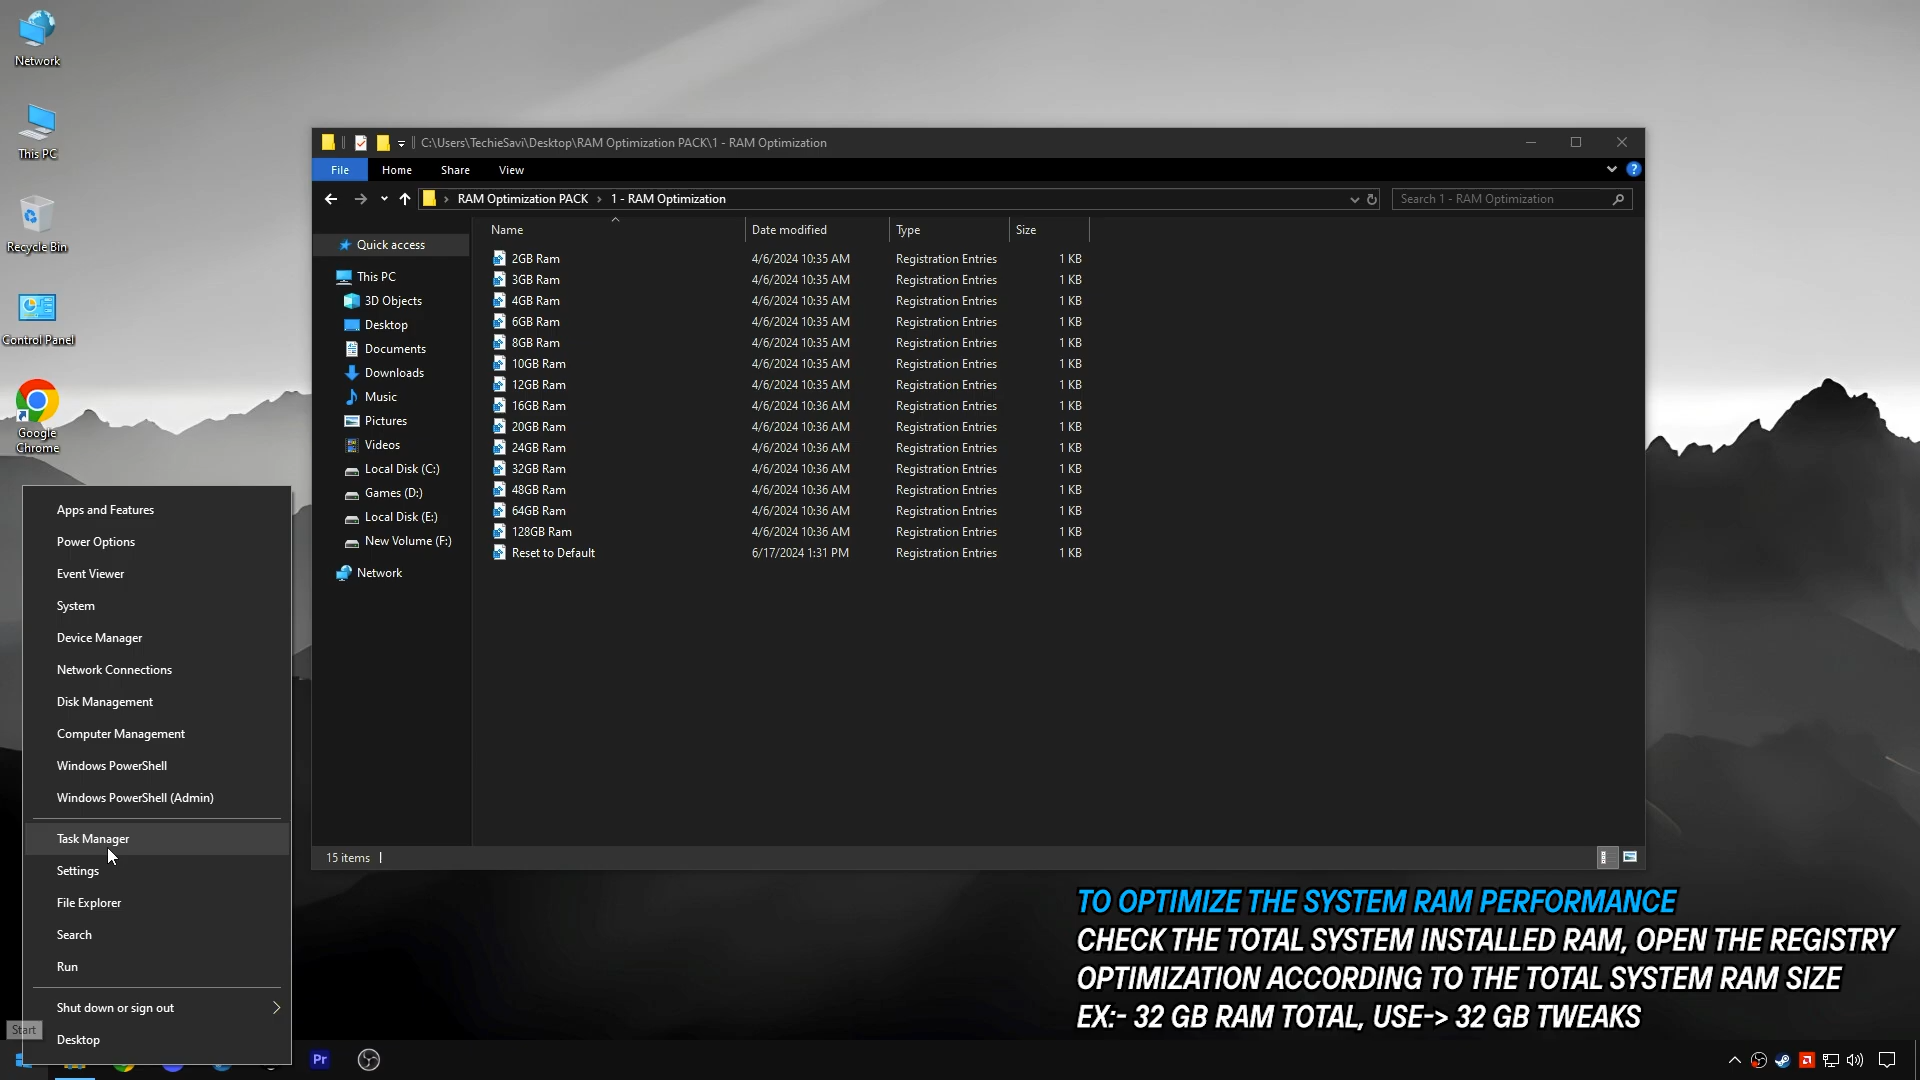 Network
This PC
Recycle Bin
Control Panel
Google
Chrome
C:\Users\TechieSavi\Desktop\RAM Optimization PACK\1 - RAM Optimization
File Home Share View
RAM Optimization PACK > 1 - RAM Optimization
Search 1 - RAM Optimization
Quick access
This PC
3D Objects
Desktop
Documents
Downloads
Music
Pictures
Videos
Local Disk (C:)
Games (D:)
Local Disk (E:)
New Volume (F:)
Network
Name Date modified Type Size
2GB Ram 4/6/2024 10:35 AM Registration Entries 1 KB
3GB Ram 4/6/2024 10:35 AM Registration Entries 1 KB
4GB Ram 4/6/2024 10:35 AM Registration Entries 1 KB
6GB Ram 4/6/2024 10:35 AM Registration Entries 1 KB
8GB Ram 4/6/2024 10:35 AM Registration Entries 1 KB
10GB Ram 4/6/2024 10:35 AM Registration Entries 1 KB
12GB Ram 4/6/2024 10:35 AM Registration Entries 1 KB
16GB Ram 4/6/2024 10:36 AM Registration Entries 1 KB
20GB Ram 4/6/2024 10:36 AM Registration Entries 1 KB
24GB Ram 4/6/2024 10:36 AM Registration Entries 1 KB
32GB Ram 4/6/2024 10:36 AM Registration Entries 1 KB
48GB Ram 4/6/2024 10:36 AM Registration Entries 1 KB
64GB Ram 4/6/2024 10:36 AM Registration Entries 1 KB
128GB Ram 4/6/2024 10:36 AM Registration Entries 1 KB
Reset to Default 6/17/2024 1:31 PM Registration Entries 1 KB
15 items
Apps and Features
Power Options
Event Viewer
System
Device Manager
Network Connections
Disk Management
Computer Management
Windows PowerShell
Windows PowerShell (Admin)
Task Manager
Settings
File Explorer
Search
Run
Shut down or sign out
Desktop
Start
Pr
TO OPTIMIZE THE SYSTEM RAM PERFORMANCE
CHECK THE TOTAL SYSTEM INSTALLED RAM, OPEN THE REGISTRY
OPTIMIZATION ACCORDING TO THE TOTAL SYSTEM RAM SIZE
EX:- 32 GB RAM TOTAL, USE-> 32 GB TWEAKS